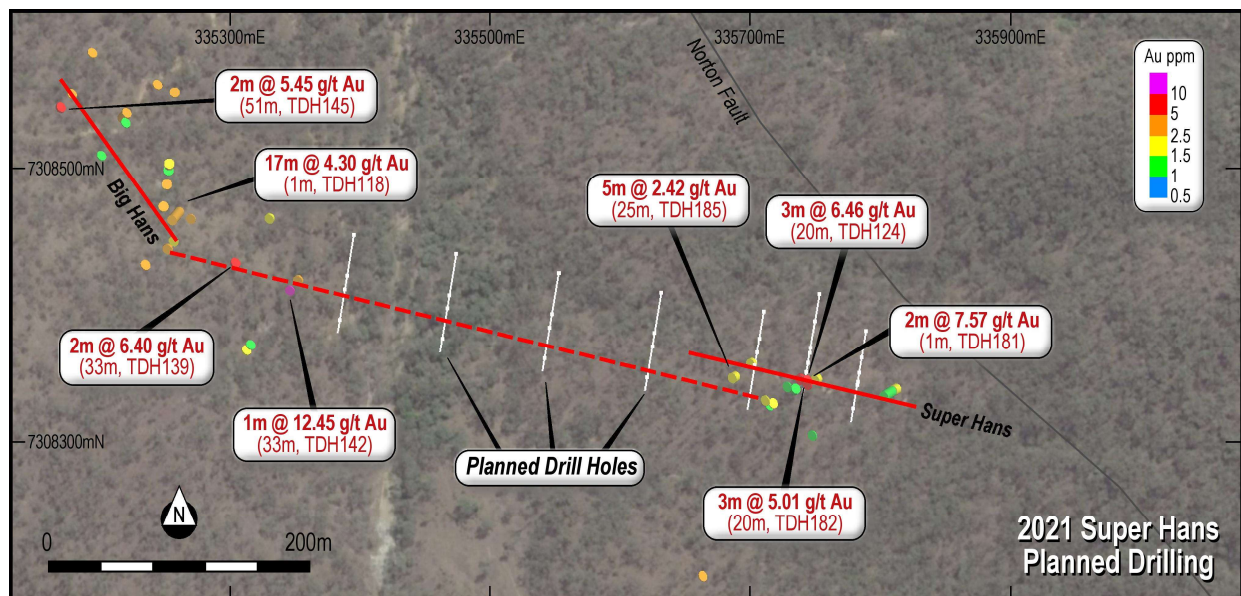 335300mE
335500mE
335700mE
335900mE
Norton Fault
Au ppm
10
5
2.5
1.5
1
0.5
2m @ 5.45 g/t Au
(51m, TDH145)
7308500mN
17m @ 4.30 g/t Au
(1m, TDH118)
Big Hans
5m @ 2.42 g/t Au
(25m, TDH185)
3m @ 6.46 g/t Au
(20m, TDH124)
2m @ 7.57 g/t Au
(1m, TDH181)
2m @ 6.40 g/t Au
(33m, TDH139)
1m @ 12.45 g/t Au
(33m, TDH142)
Super Hans
7308300mN
Planned Drill Holes
3m @ 5.01 g/t Au
(20m, TDH182)
N
0
200m
2021 Super Hans
Planned Drilling